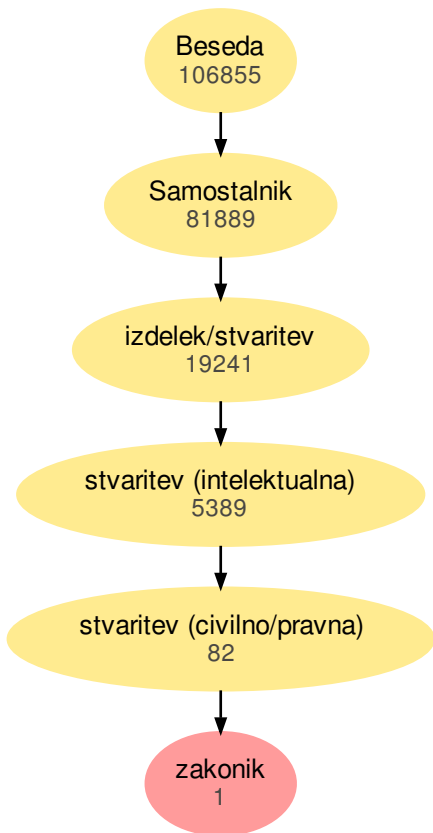 Beseda
106855
Samostalnik
81889
izdelek/stvaritev
19241
stvaritev (intelektualna)
5389
stvaritev (civilno/pravna)
82
zakonik
1